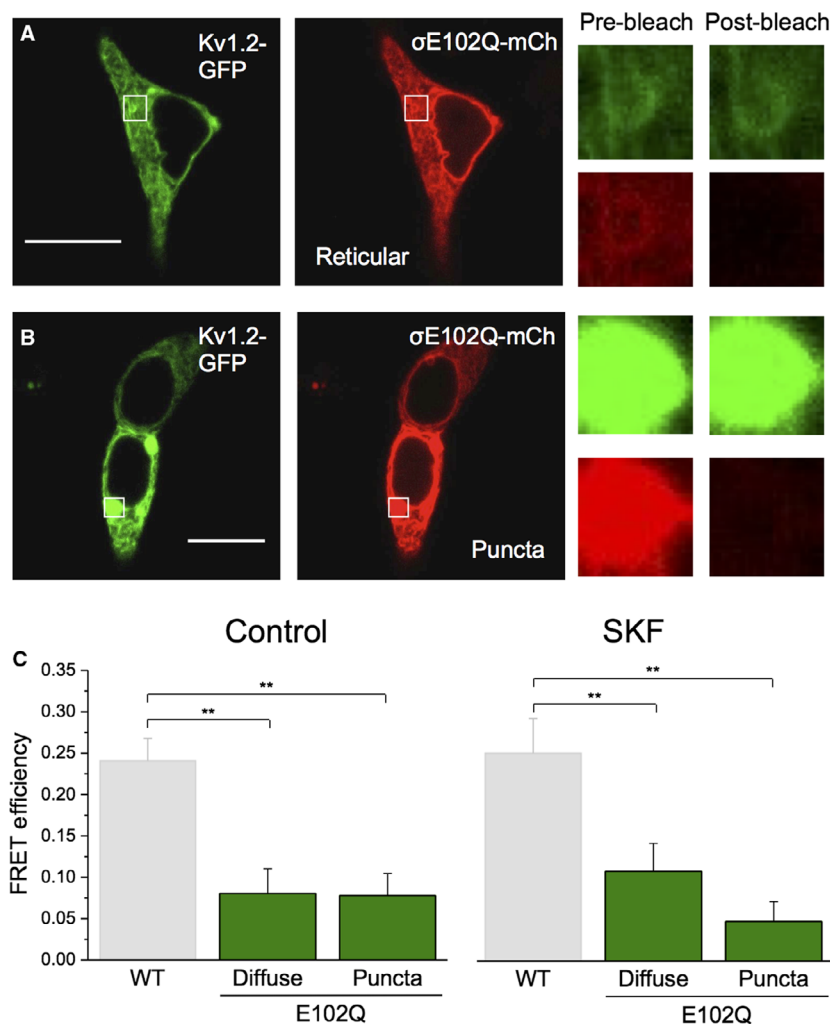 A
Kv1.2-
GFP
σE102Q-mCh
Pre-bleach
Post-bleach
Reticular
B
Kv1.2-
GFP
σE102Q-mCh
Puncta
C
Control
SKF
FRET efficiency
0.35
0.30
0.25
0.20
0.15
0.10
0.05
0.00
**
**
**
**
WT
Diffuse
Puncta
E102Q
WT
Diffuse
Puncta
E102Q